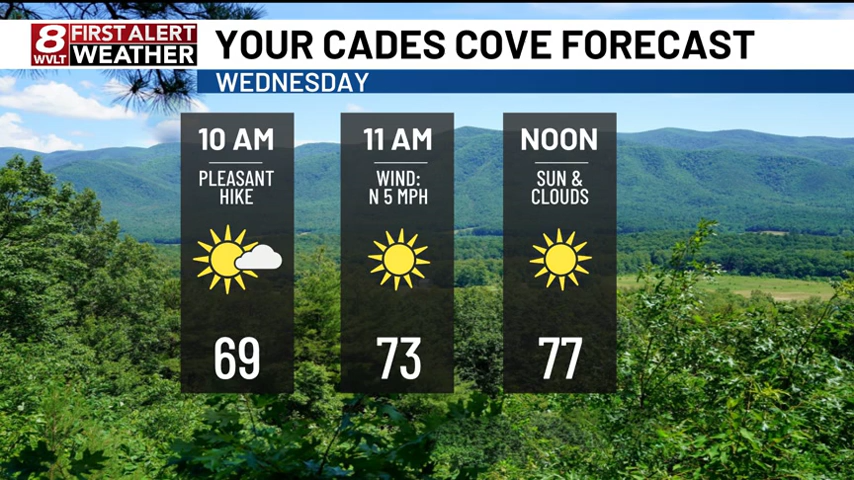 8
WVLT
FIRST ALERT
WEATHER
YOUR CADES COVE FORECAST
WEDNESDAY
10 AM
PLEASANT
HIKE
69
11 AM
WIND:
N 5 MPH
73
NOON
SUN &
CLOUDS
77